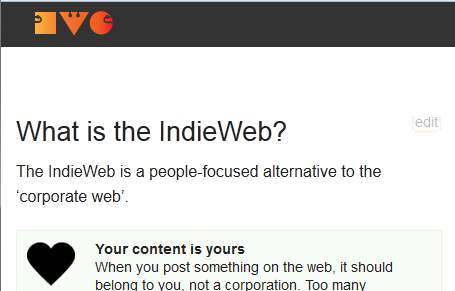 edit
What is the IndieWeb?
The IndieWeb is a people-focused alternative to the
‘corporate web’.
Your content is yours
When you post something on the web, it should
belong to you, not a corporation. Too many